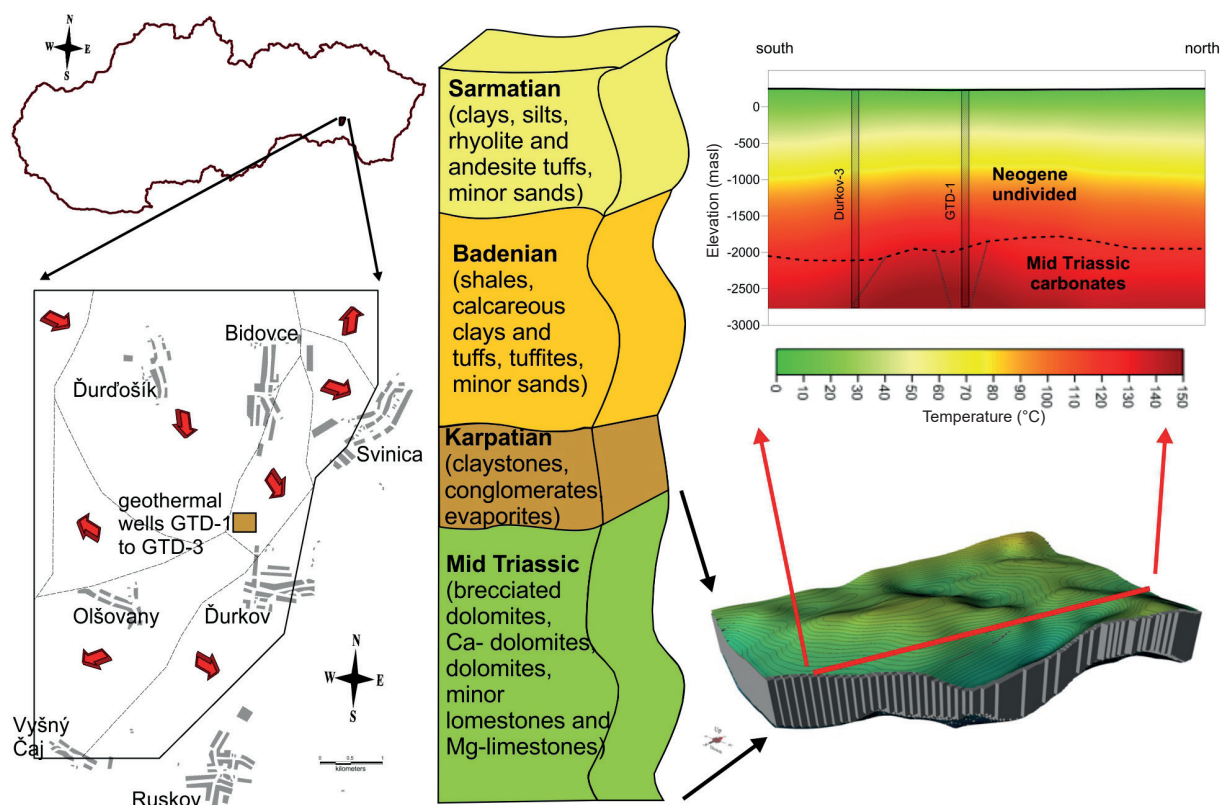 N
W E
S
Bidovce
Ďurďošík
Svinica
geothermal
wells GTD-1
to GTD-3
Olšovany
Ďurkov
N
W E
S
Vyšný
Čaj
Ruskov
0 0.5 1
kilometers
Sarmatian
(clays, silts,
rhyolite and
andesite tuffs,
minor sands)
Badenian
(shales,
calcareous
clays and
tuffs, tuffites,
minor sands)
Karpatian
(claystones,
conglomerates,
evaporites)
Mid Triassic
(brecciated
dolomites,
Ca- dolomites,
dolomites,
minor
lomestones and
Mg-limestones)
south
north
Elevation (masl)
0
-500
-1000
-1500
-2000
-2500
-3000
Durkov-3
GTD-1
Neogene
undivided
Mid Triassic
carbonates
0 10 20 30 40 50 60 70 80 90 100 110 120 130 140 150
Temperature (°C)